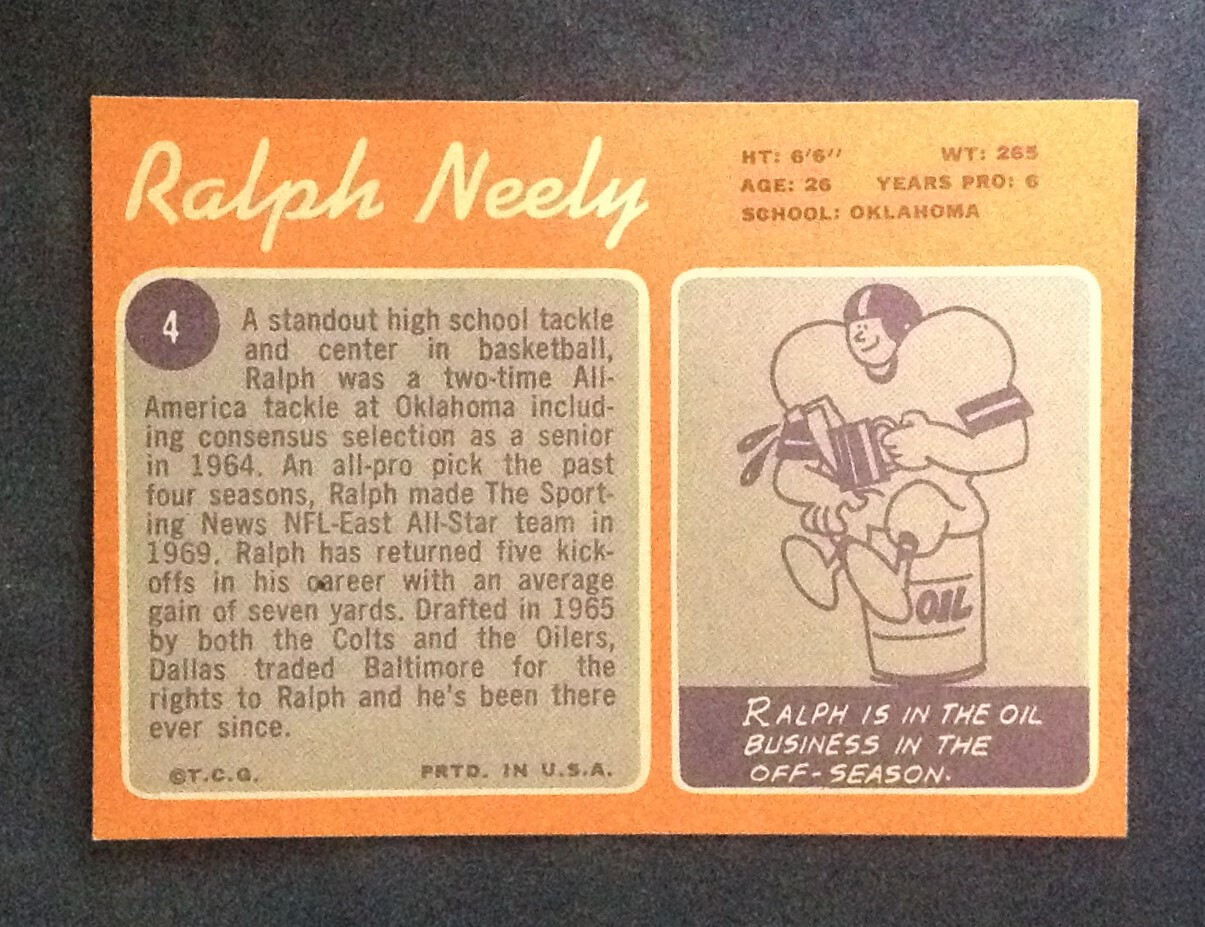 Ralph Neely
HT: 6'6" WT: 265
AGE: 26 YEARS PRO: 6
SCHOOL: OKLAHOMA
4
A standout high school tackle
and center in basketball,
Ralph was a two-time All-
America tackle at Oklahoma includ-
ing consensus selection as a senior
in 1964. An all-pro pick the past
four seasons, Ralph made The Sport-
ing News NFL-East All-Star team in
1969. Ralph has returned five kick-
offs in his career with an average
gain of seven yards. Drafted in 1965
by both the Colts and the Oilers,
Dallas traded Baltimore for the
rights to Ralph and he's been there
ever since.
©T.C.G. PRTD. IN U.S.A.
OIL
RALPH IS IN THE OIL
BUSINESS IN THE
OFF-SEASON.